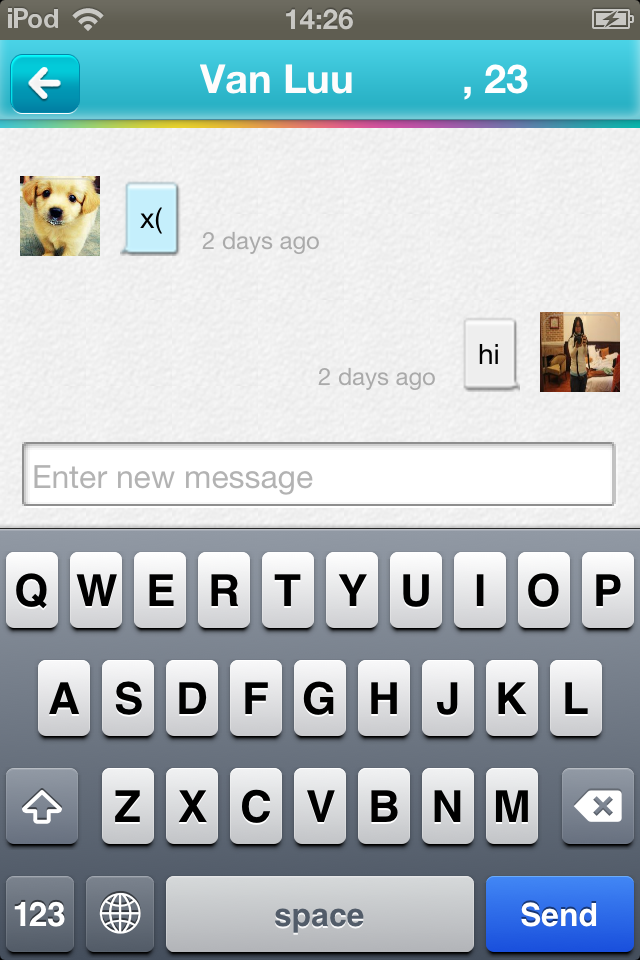 iPod 14:26
Van Luu , 23
x(
2 days ago
hi
2 days ago
Enter new message
Q W E R T Y U I O P
A S D F G H J K L
Z X C V B N M
123 space Send